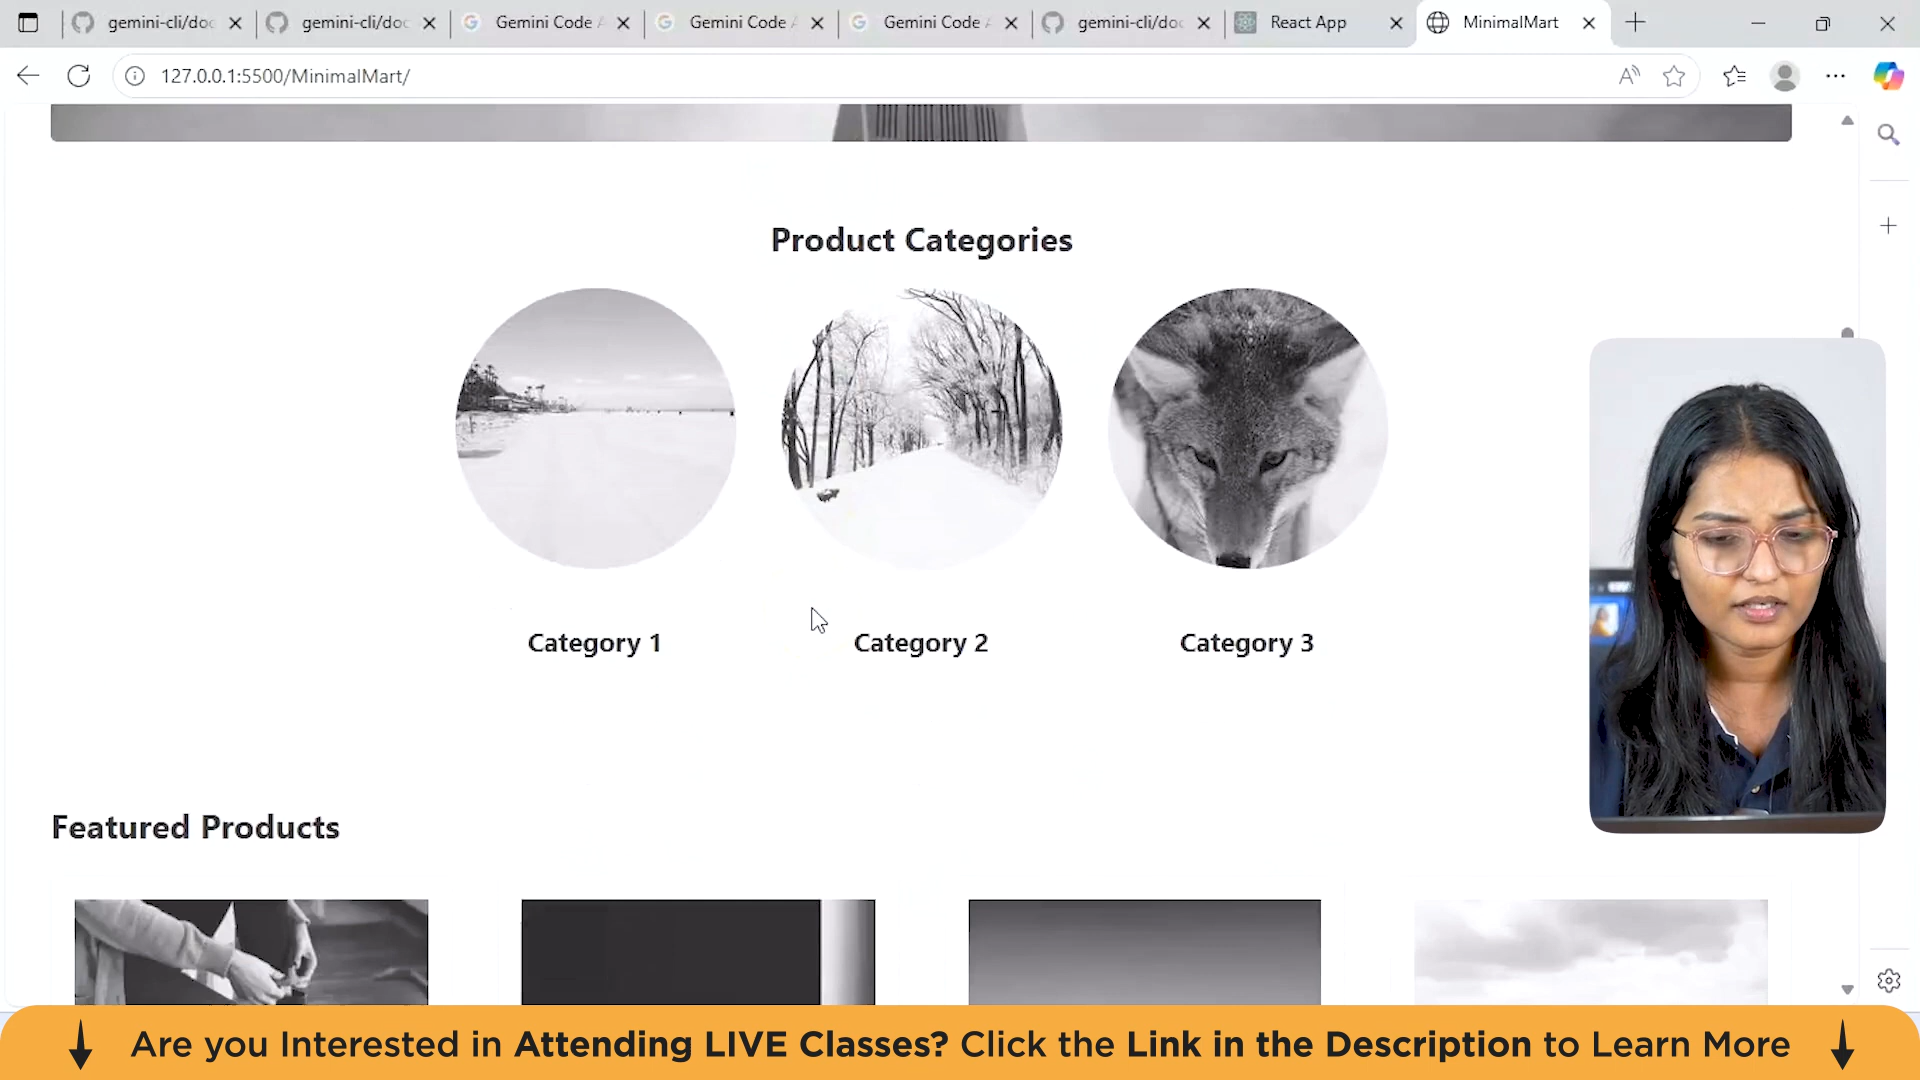 gemini-cli/doc
gemini-cli/doc
Gemini Code A
Gemini Code A
Gemini Code A
gemini-cli/doc
React App
MinimalMart
127.0.0.1:5500/MinimalMart/
Product Categories
Category 1
Category 2
Category 3
Featured Products
Are you Interested in Attending LIVE Classes? Click the Link in the Description to Learn More